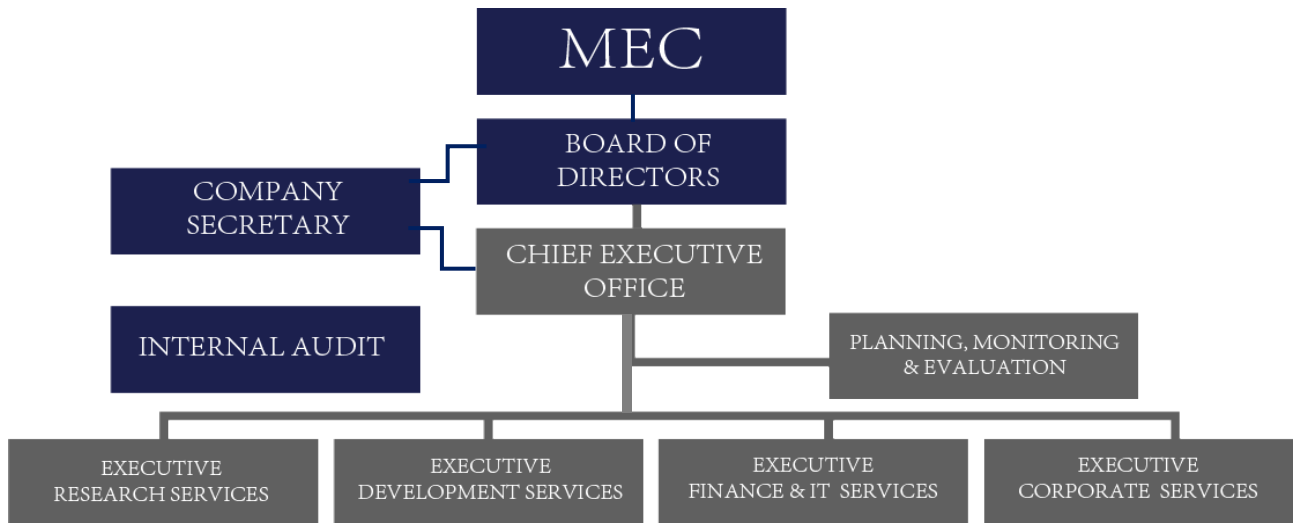 MEC
BOARD OF
DIRECTORS
COMPANY
SECRETARY
CHIEF EXECUTIVE
OFFICE
INTERNAL AUDIT
PLANNING, MONITORING
& EVALUATION
EXECUTIVE
RESEARCH SERVICES
EXECUTIVE
DEVELOPMENT SERVICES
EXECUTIVE
FINANCE & IT SERVICES
EXECUTIVE
CORPORATE SERVICES